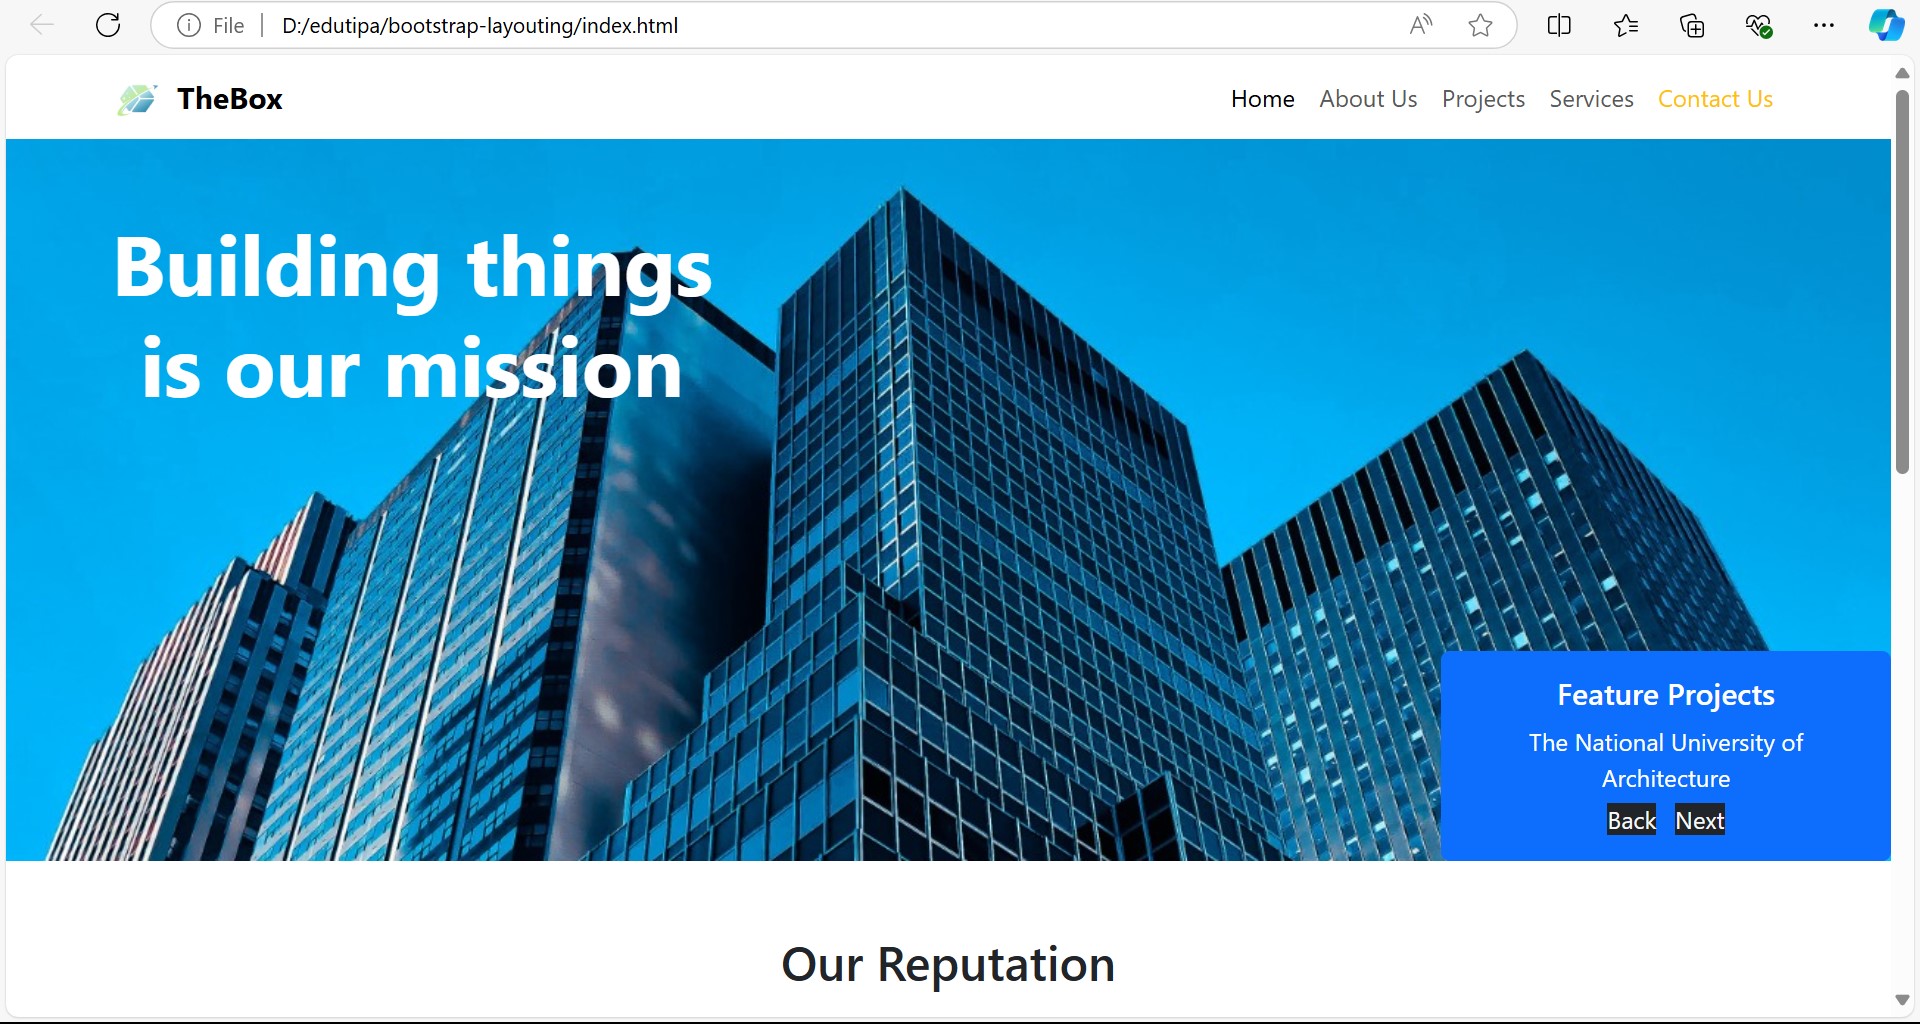 File D:/edutipa/bootstrap-layouting/index.html
TheBox
Home About Us Projects Services Contact Us
Building things
is our mission
Feature Projects
The National University of
Architecture
Back Next
Our Reputation